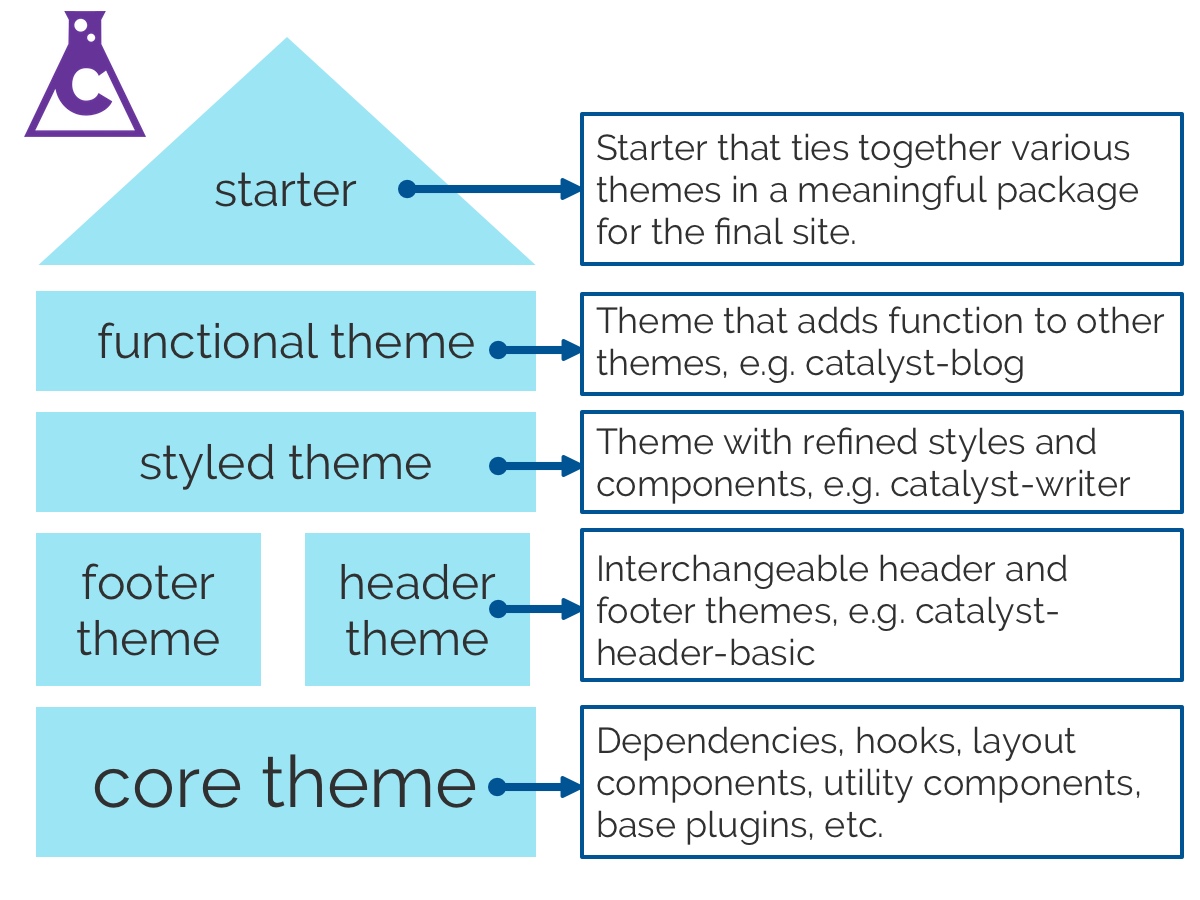 C
starter
Starter that ties together various
themes in a meaningful package
for the final site.
functional theme
Theme that adds function to other
themes, e.g. catalyst-blog
styled theme
Theme with refined styles and
components, e.g. catalyst-writer
footer
theme
header
theme
Interchangeable header and
footer themes, e.g. catalyst-
header-basic
core theme
Dependencies, hooks, layout
components, utility components,
base plugins, etc.